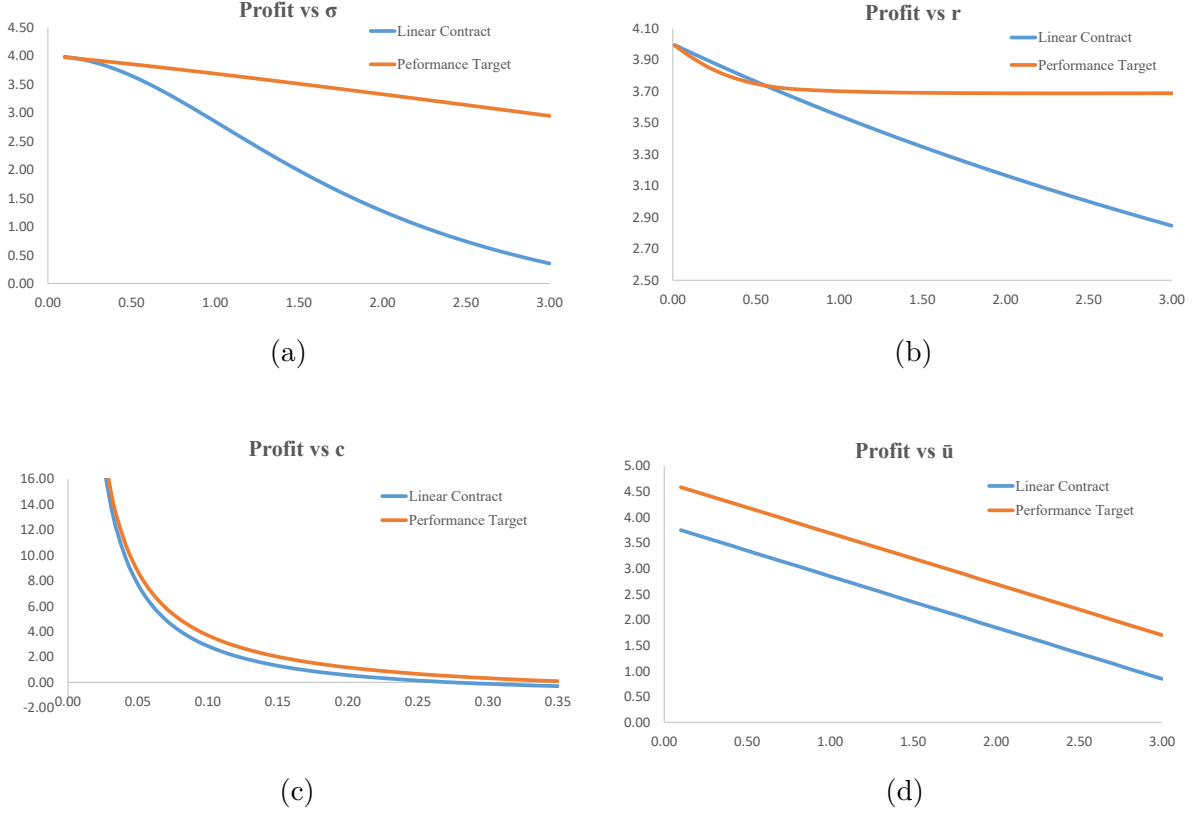 Profit vs σ
4.50
4.00
3.50
3.00
2.50
2.00
1.50
1.00
0.50
0.00
0.00 0.50 1.00 1.50 2.00 2.50 3.00
Linear Contract
Peformance Target
(a)
Profit vs r
4.10
3.90
3.70
3.50
3.30
3.10
2.90
2.70
2.50
0.00 0.50 1.00 1.50 2.00 2.50 3.00
Linear Contract
Peformance Target
(b)
Profit vs c
16.00
14.00
12.00
10.00
8.00
6.00
4.00
2.00
0.00
-2.00
0.00 0.05 0.10 0.15 0.20 0.25 0.30 0.35
Linear Contract
Performance Target
(c)
Profit vs ū
5.00
4.50
4.00
3.50
3.00
2.50
2.00
1.50
1.00
0.50
0.00
0.00 0.50 1.00 1.50 2.00 2.50 3.00
Linear Contract
Performance Target
(d)